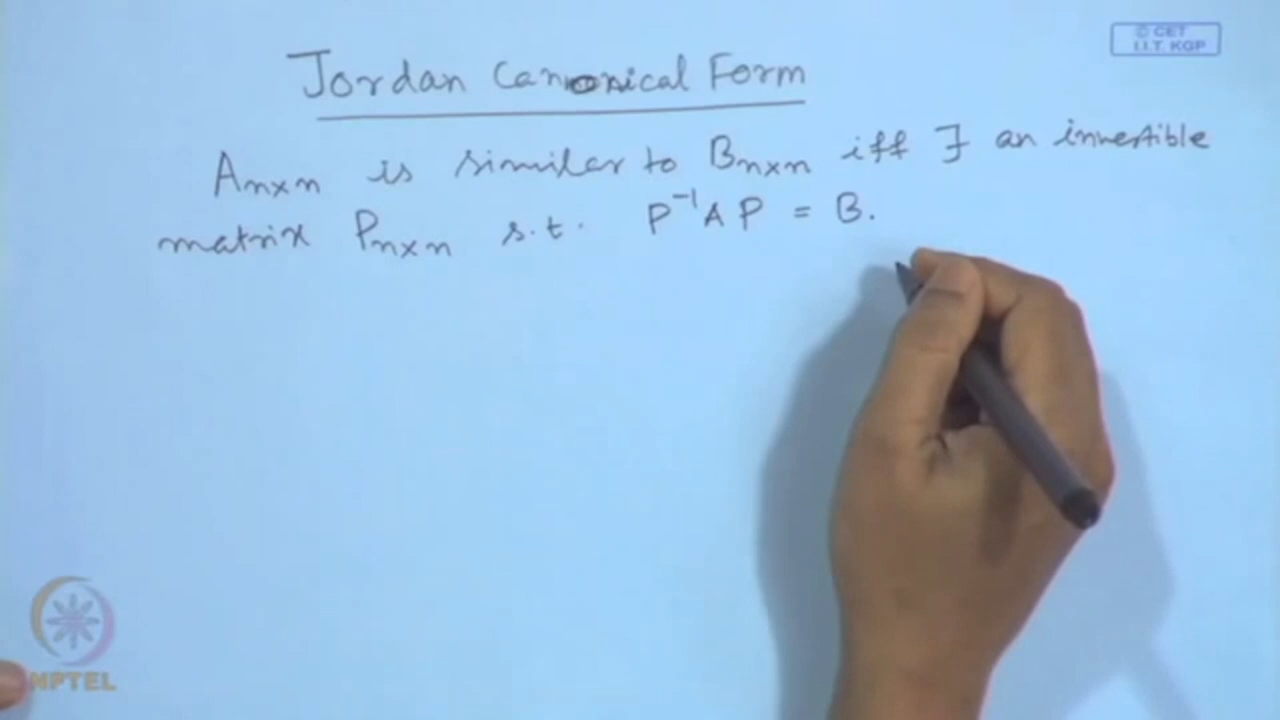 © CET
I.I.T. KGP
Jordan Canonical Form
Aₙₓₙ is similar to Bₙₓₙ iff ∃ an invertible
matrix Pₙₓₙ s.t. P⁻¹AP = B.
NPTEL